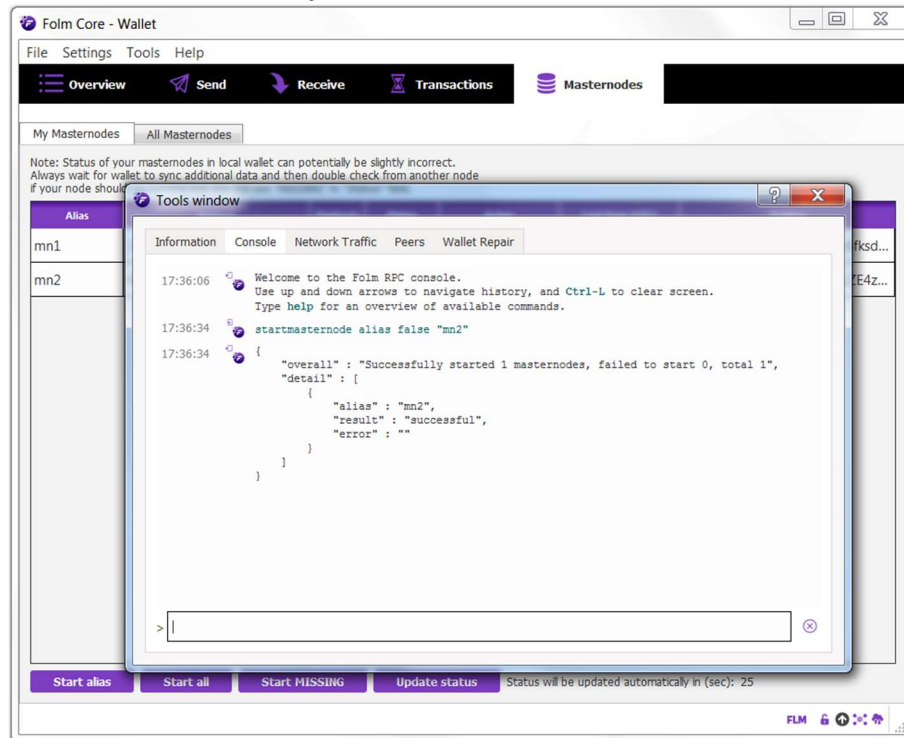 Folm Core - Wallet
File Settings Tools Help
Overview Send Receive Transactions Masternodes
My Masternodes All Masternodes
Note: Status of your masternodes in local wallet can potentially be slightly incorrect.
Always wait for wallet to sync additional data and then double check from another node
if your node should
Tools window
Alias
Information Console Network Traffic Peers Wallet Repair
mn1
fksd...
mn2
ZE4z...
17:36:06 Welcome to the Folm RPC console.
Use up and down arrows to navigate history, and Ctrl-L to clear screen.
Type help for an overview of available commands.
17:36:34 startmasternode alias false "mn2"
17:36:34 {
"overall" : "Successfully started 1 masternodes, failed to start 0, total 1",
"detail" : [
{
"alias" : "mn2",
"result" : "successful",
"error" : ""
}
]
}
>
Start alias Start all Start MISSING Update status Status will be updated automatically in (sec): 25
FLM